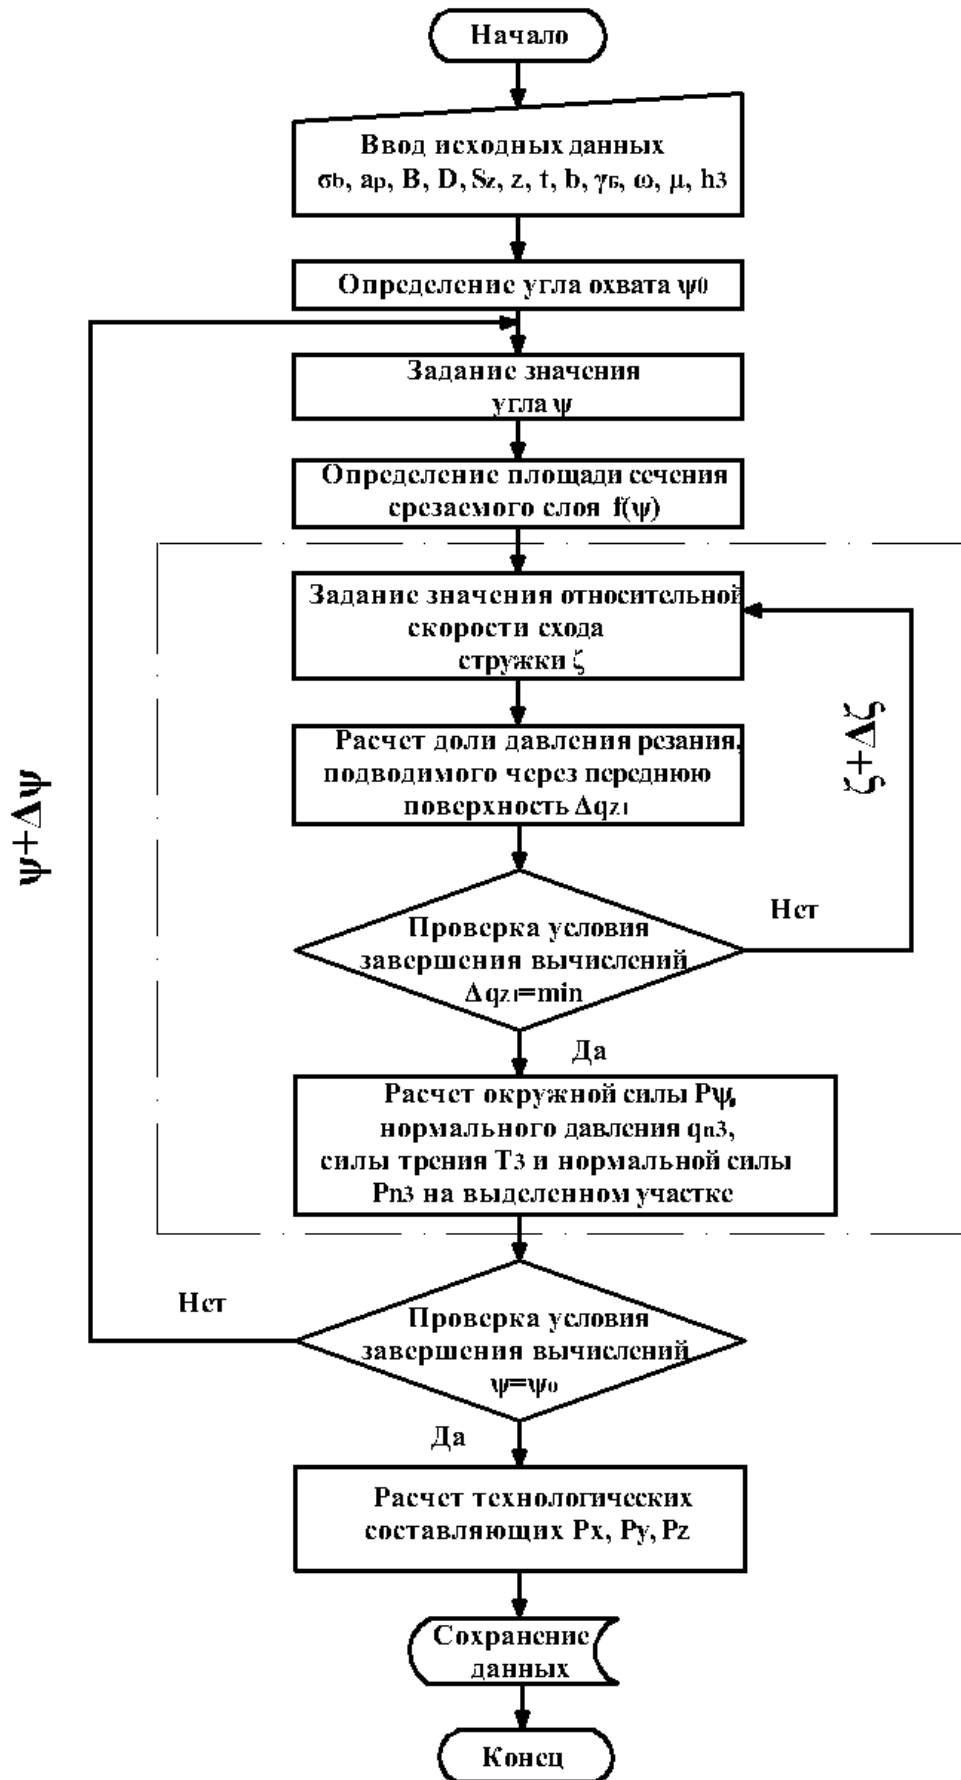 Начало
Ввод исходных данных
σb, ap, B, D, Sz, z, t, b, γБ, ω, μ, h3
Определение угла охвата ψ0
Задание значения
угла ψ
Определение площади сечения
срезаемого слоя f(ψ)
Задание значения относительной
скорости схода
стружки ζ
ζ+Δζ
Расчет доли давления резания,
подводимого через переднюю
поверхность Δqz1
ψ+Δψ
Нет
Проверка условия
завершения вычислений
Δqz1=min
Да
Расчет окружной силы Pψ,
нормального давления qn3,
силы трения T3 и нормальной силы
Pn3 на выделенном участке
Нет
Проверка условия
завершения вычислений
ψ=ψ0
Да
Расчет технологических
составляющих Px, Py, Pz
Сохранение
данных
Конец